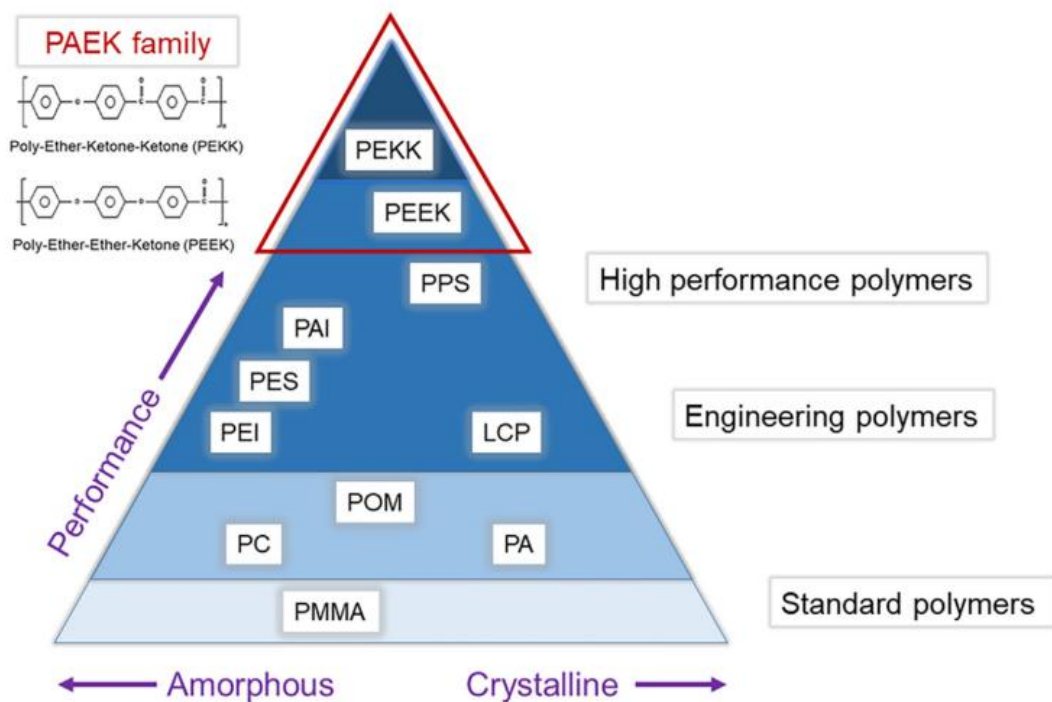 PAEK family
Poly-Ether-Ketone-Ketone (PEKK)
Poly-Ether-Ether-Ketone (PEEK)
PEKK
PEEK
PPS
High performance polymers
PAI
PES
PEI
LCP
Engineering polymers
Performance
POM
PC
PA
PMMA
Standard polymers
Amorphous
Crystalline